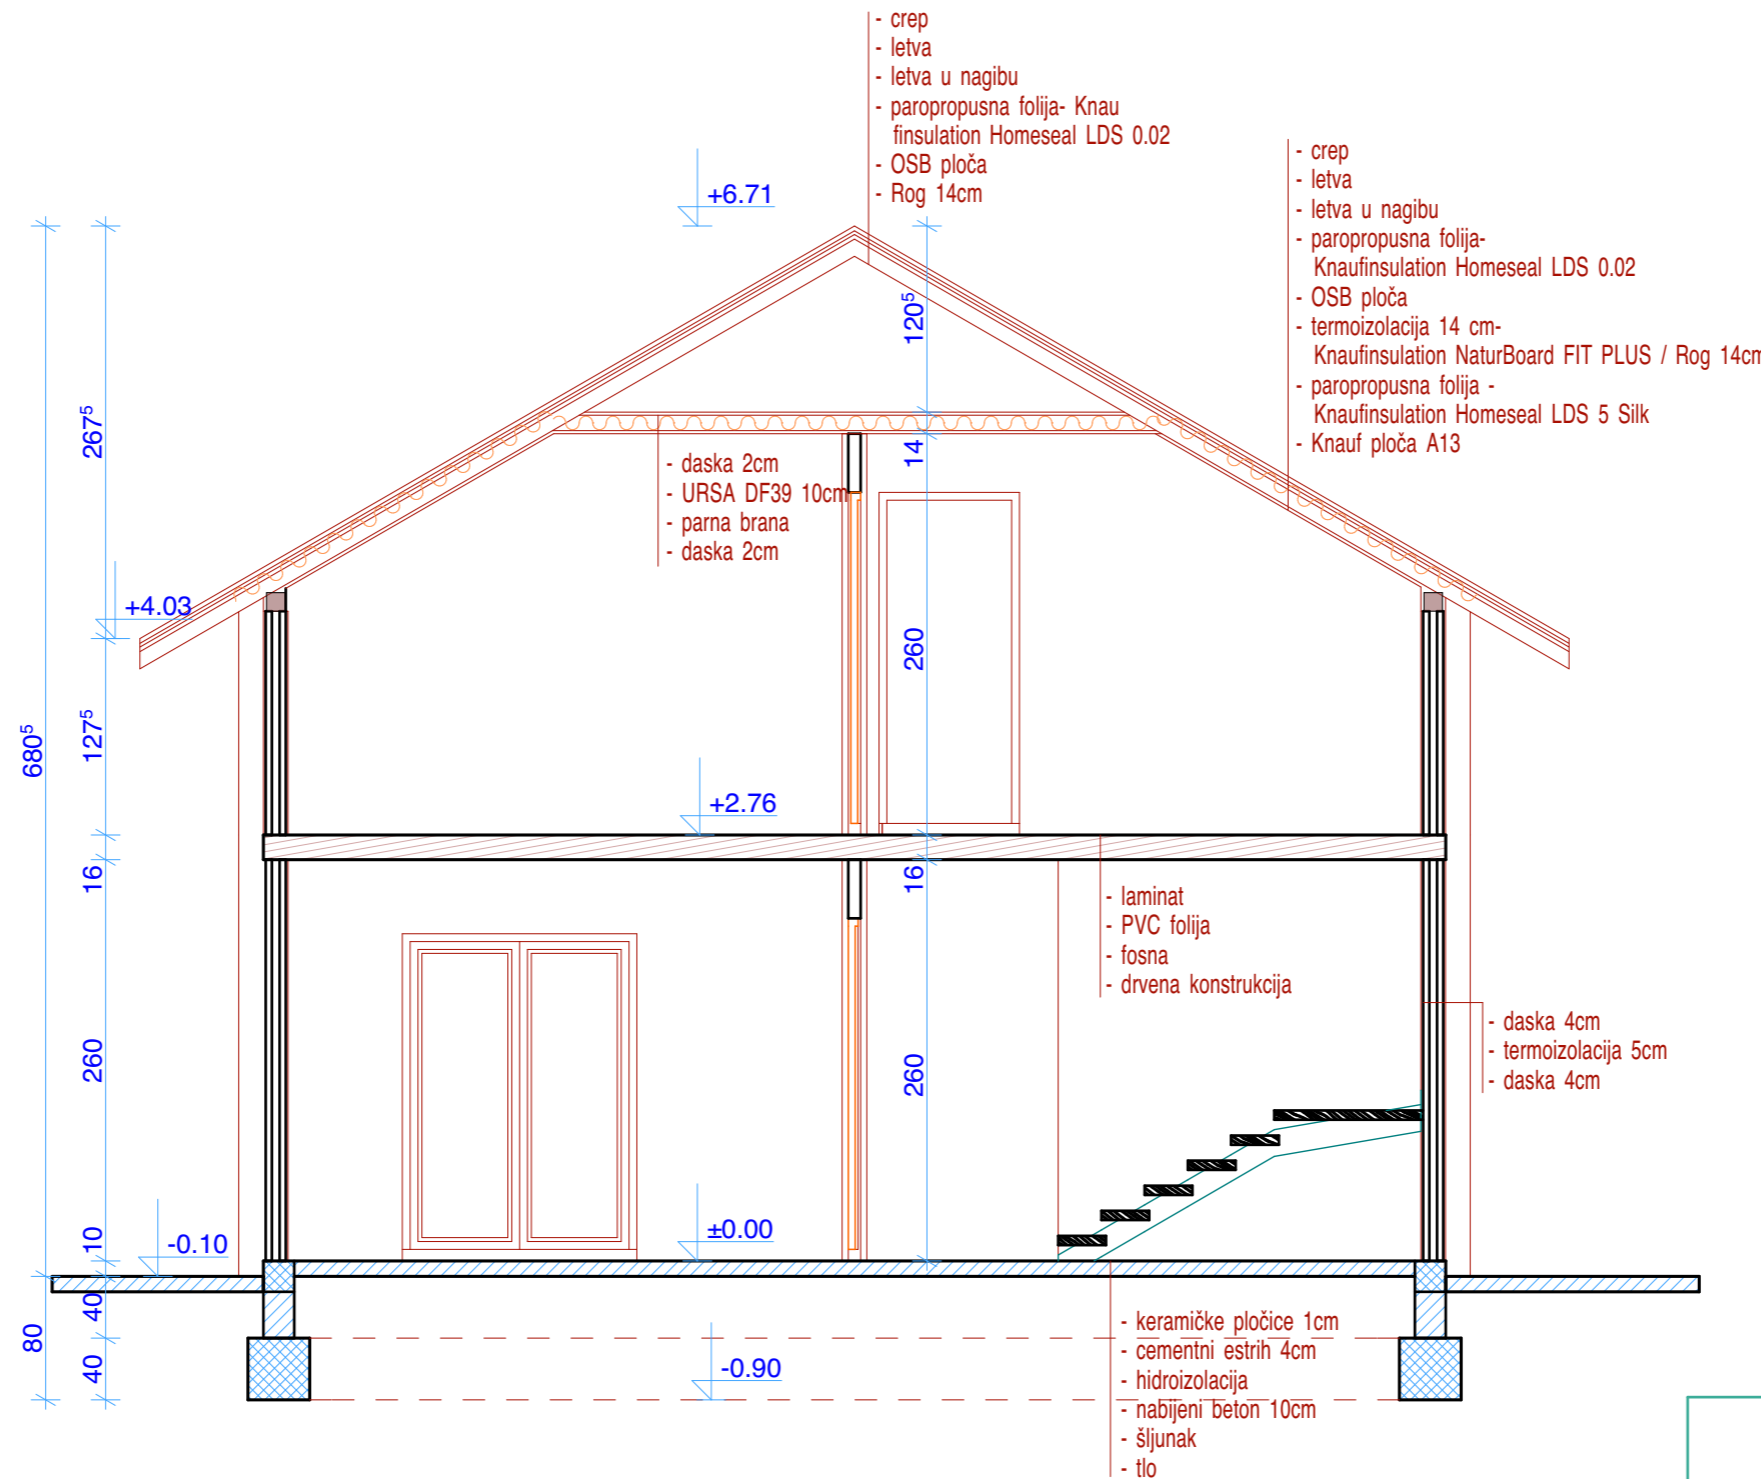 - crep
- letva
- letva u nagibu
- paropropusna folija- Knau
finsulation Homeseal LDS 0.02
- OSB ploča
- Rog 14cm
- crep
- letva
- letva u nagibu
- paropropusna folija-
Knaufinsulation Homeseal LDS 0.02
- OSB ploča
- termoizolacija 14 cm-
Knaufinsulation NaturBoard FIT PLUS / Rog 14cm
- paropropusna folija -
Knaufinsulation Homeseal LDS 5 Silk
- Knauf ploča A13
+6.71
120⁵
267⁵
14
- daska 2cm
- URSA DF39 10cm
- parna brana
- daska 2cm
+4.03
260
127⁵
680⁵
+2.76
16
16
- laminat
- PVC folija
- fosna
- drvena konstrukcija
- daska 4cm
- termoizolacija 5cm
- daska 4cm
260
260
10
-0.10
±0.00
40
80
40
-0.90
- keramičke pločice 1cm
- cementni estrih 4cm
- hidroizolacija
- nabijeni beton 10cm
- šljunak
- tlo